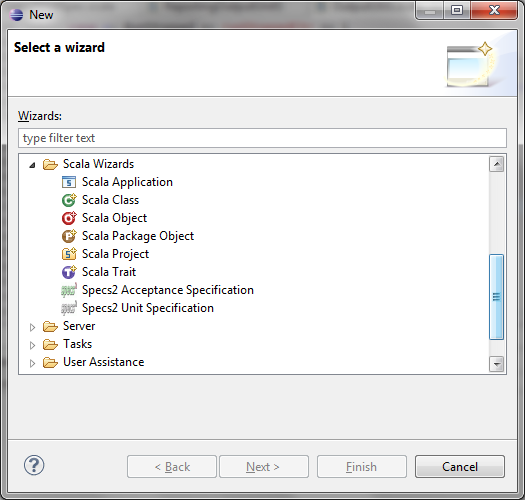 New
Select a wizard
Wizards:
type filter text
Scala Wizards
Scala Application
Scala Class
Scala Object
Scala Package Object
Scala Project
Scala Trait
Specs2 Acceptance Specification
Specs2 Unit Specification
Server
Tasks
User Assistance
< Back
Next >
Finish
Cancel